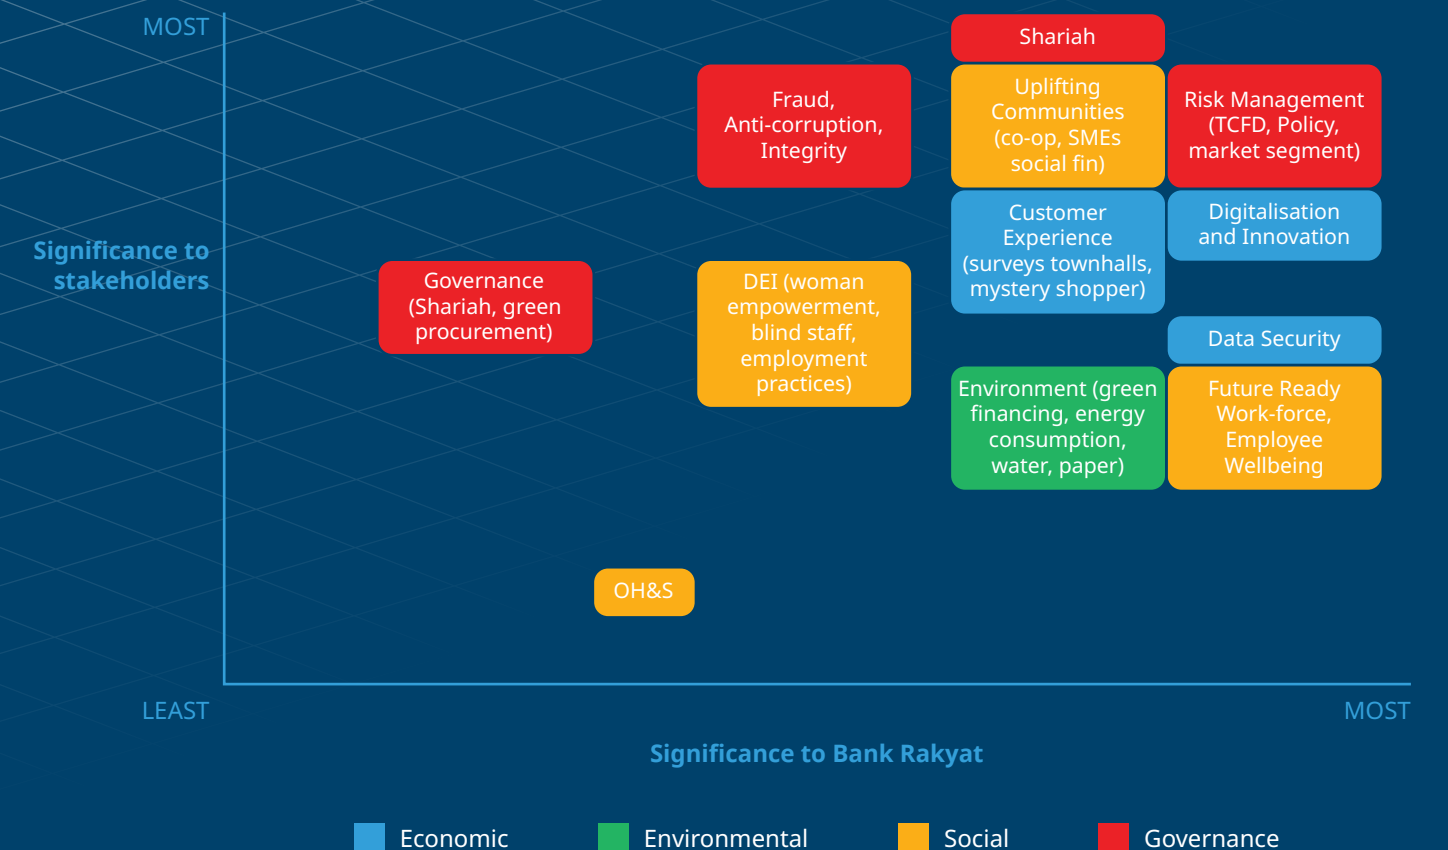 MOST
Significance to
stakeholders
Shariah
Fraud,
Anti-corruption,
Integrity
Uplifting
Communities
(co-op, SMEs
social fin)
Risk Management
(TCFD, Policy,
market segment)
Customer
Experience
(surveys townhalls,
mystery shopper)
Digitalisation
and Innovation
Governance
(Shariah, green
procurement)
DEI (woman
empowerment,
blind staff,
employment
practices)
Data Security
Environment (green
financing, energy
consumption,
water, paper)
Future Ready
Work-force,
Employee
Wellbeing
OH&S
LEAST
MOST
Significance to Bank Rakyat
Economic
Environmental
Social
Governance